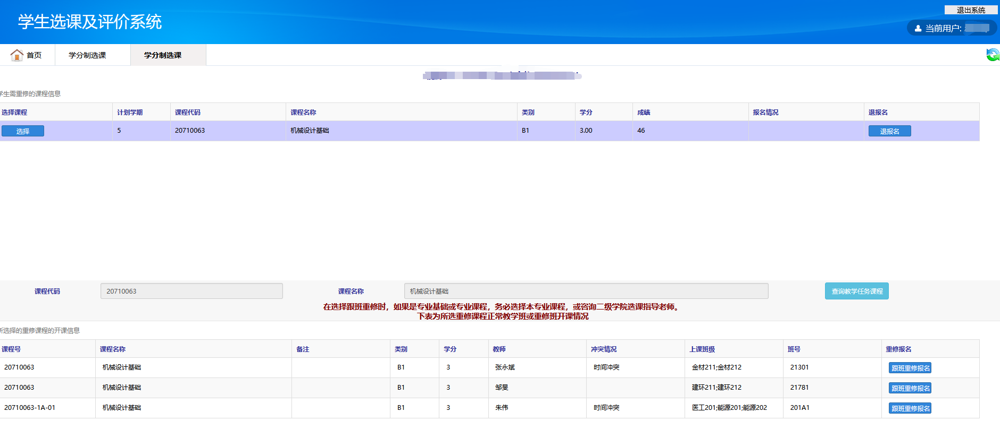 学生选课及评价系统
退出系统
当前用户:
首页 学分制选课 学分制选课
学生需重修的课程信息
选择课程 计划学期 课程代码 课程名称 类别 学分 成绩 报名情况 退报名
选择 5 20710063 机械设计基础 B1 3.00 46 退报名
课程代码 20710063 课程名称 机械设计基础 查询教学任务课程
在选择跟班重修时，如果是专业基础或专业课程，务必选择本专业课程，或咨询二级学院选课指导老师。
下表为所选重修课程正常教学班或重修班开课情况
所选择的重修课程的开课信息
课程号 课程名称 备注 类别 学分 教师 冲突情况 上课班级 班号 重修报名
20710063 机械设计基础 B1 3 张永斌 时间冲突 金材211;金材212 21301 跟班重修报名
20710063 机械设计基础 B1 3 邹旻 建环211;建环212 21781 跟班重修报名
20710063-1A-01 机械设计基础 B1 3 朱伟 时间冲突 医工201;能源201;能源202 201A1 跟班重修报名